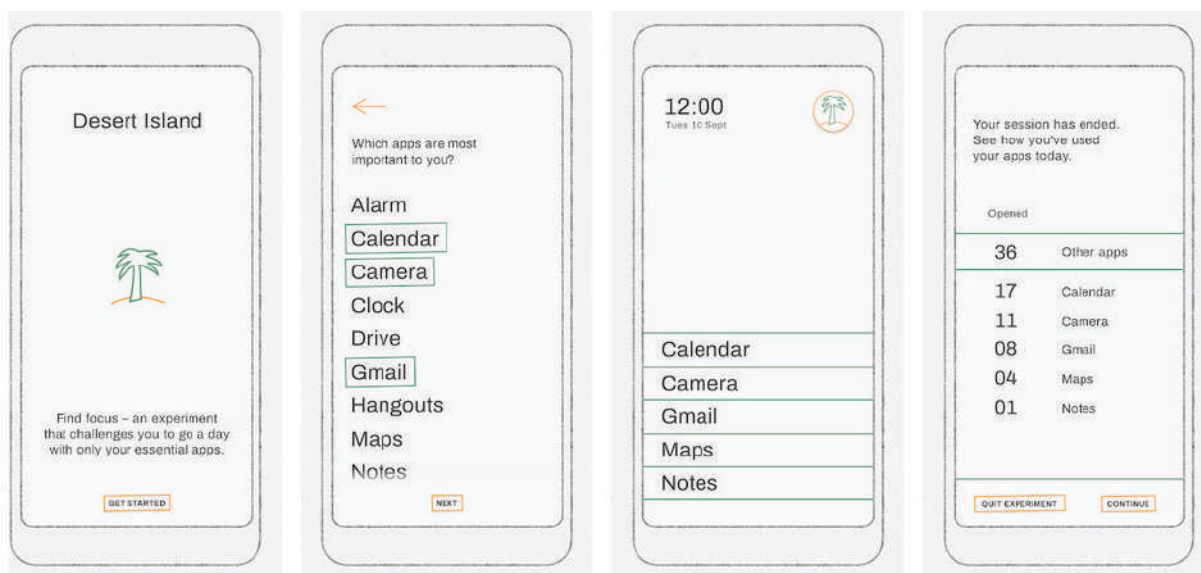 Desert Island
Find focus – an experiment
that challenges you to go a day
with only your essential apps.
GET STARTED
Which apps are most
important to you?
Alarm
Calendar
Camera
Clock
Drive
Gmail
Hangouts
Maps
Notes
NEXT
12:00
Tues 10 Sept
Calendar
Camera
Gmail
Maps
Notes
Your session has ended.
See how you've used
your apps today.
Opened
36 Other apps
17 Calendar
11 Camera
08 Gmail
04 Maps
01 Notes
QUIT EXPERIMENT CONTINUE